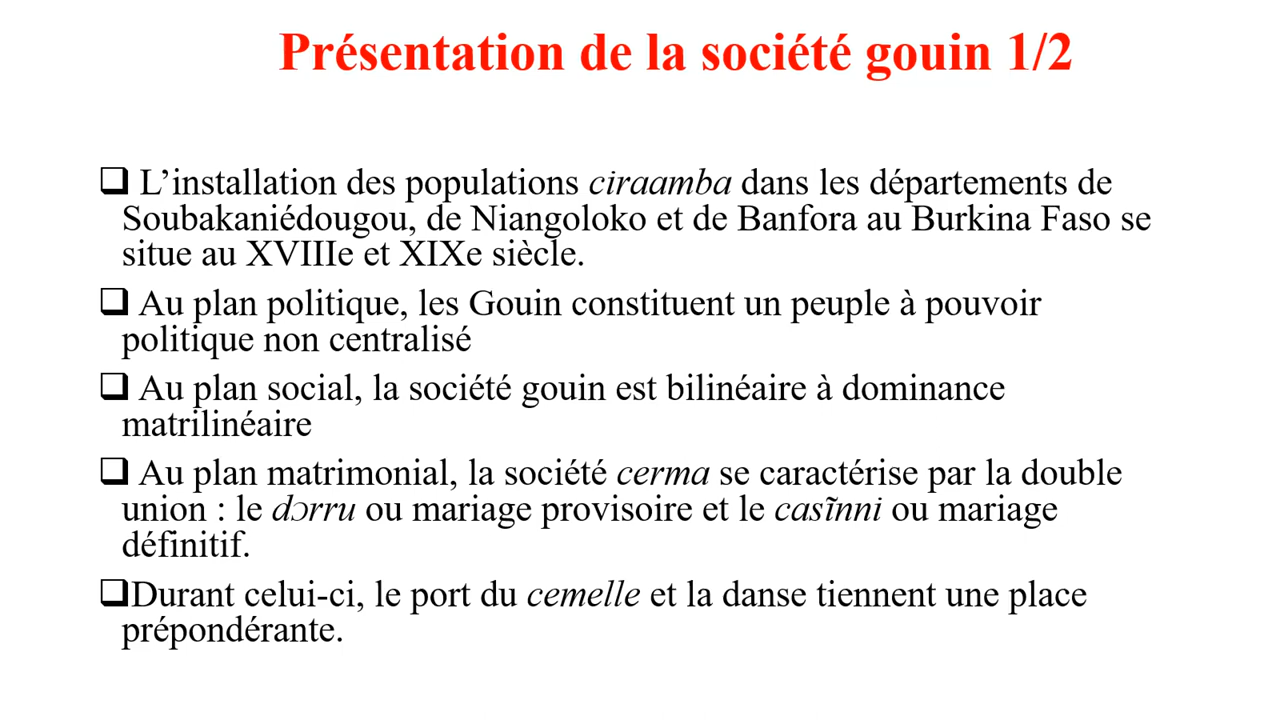 Présentation de la société gouin 1/2
❑ L’installation des populations ciraamba dans les départements de
Soubakaniédougou, de Niangoloko et de Banfora au Burkina Faso se
situe au XVIIIe et XIXe siècle.
❑ Au plan politique, les Gouin constituent un peuple à pouvoir
politique non centralisé
❑ Au plan social, la société gouin est bilinéaire à dominance
matrilinéaire
❑ Au plan matrimonial, la société cerma se caractérise par la double
union : le dɔrru ou mariage provisoire et le casĩnni ou mariage
définitif.
❑Durant celui-ci, le port du cemelle et la danse tiennent une place
prépondérante.